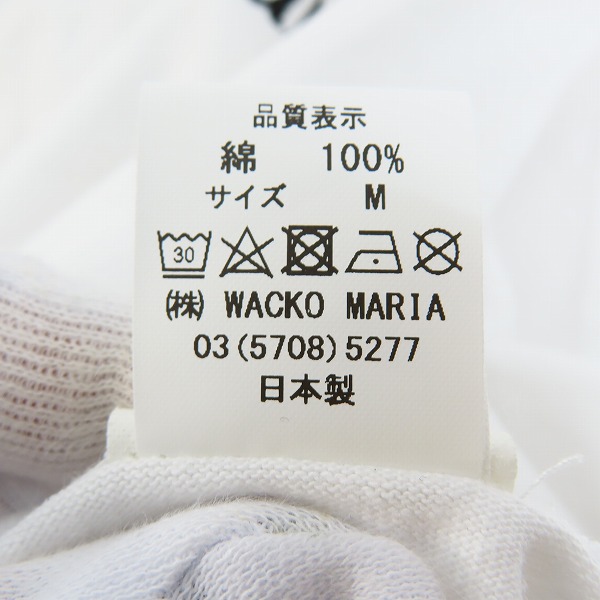 品質表示
綿 100%
サイズ M
30
㈱ WACKO MARIA
03(5708)5277
日本製